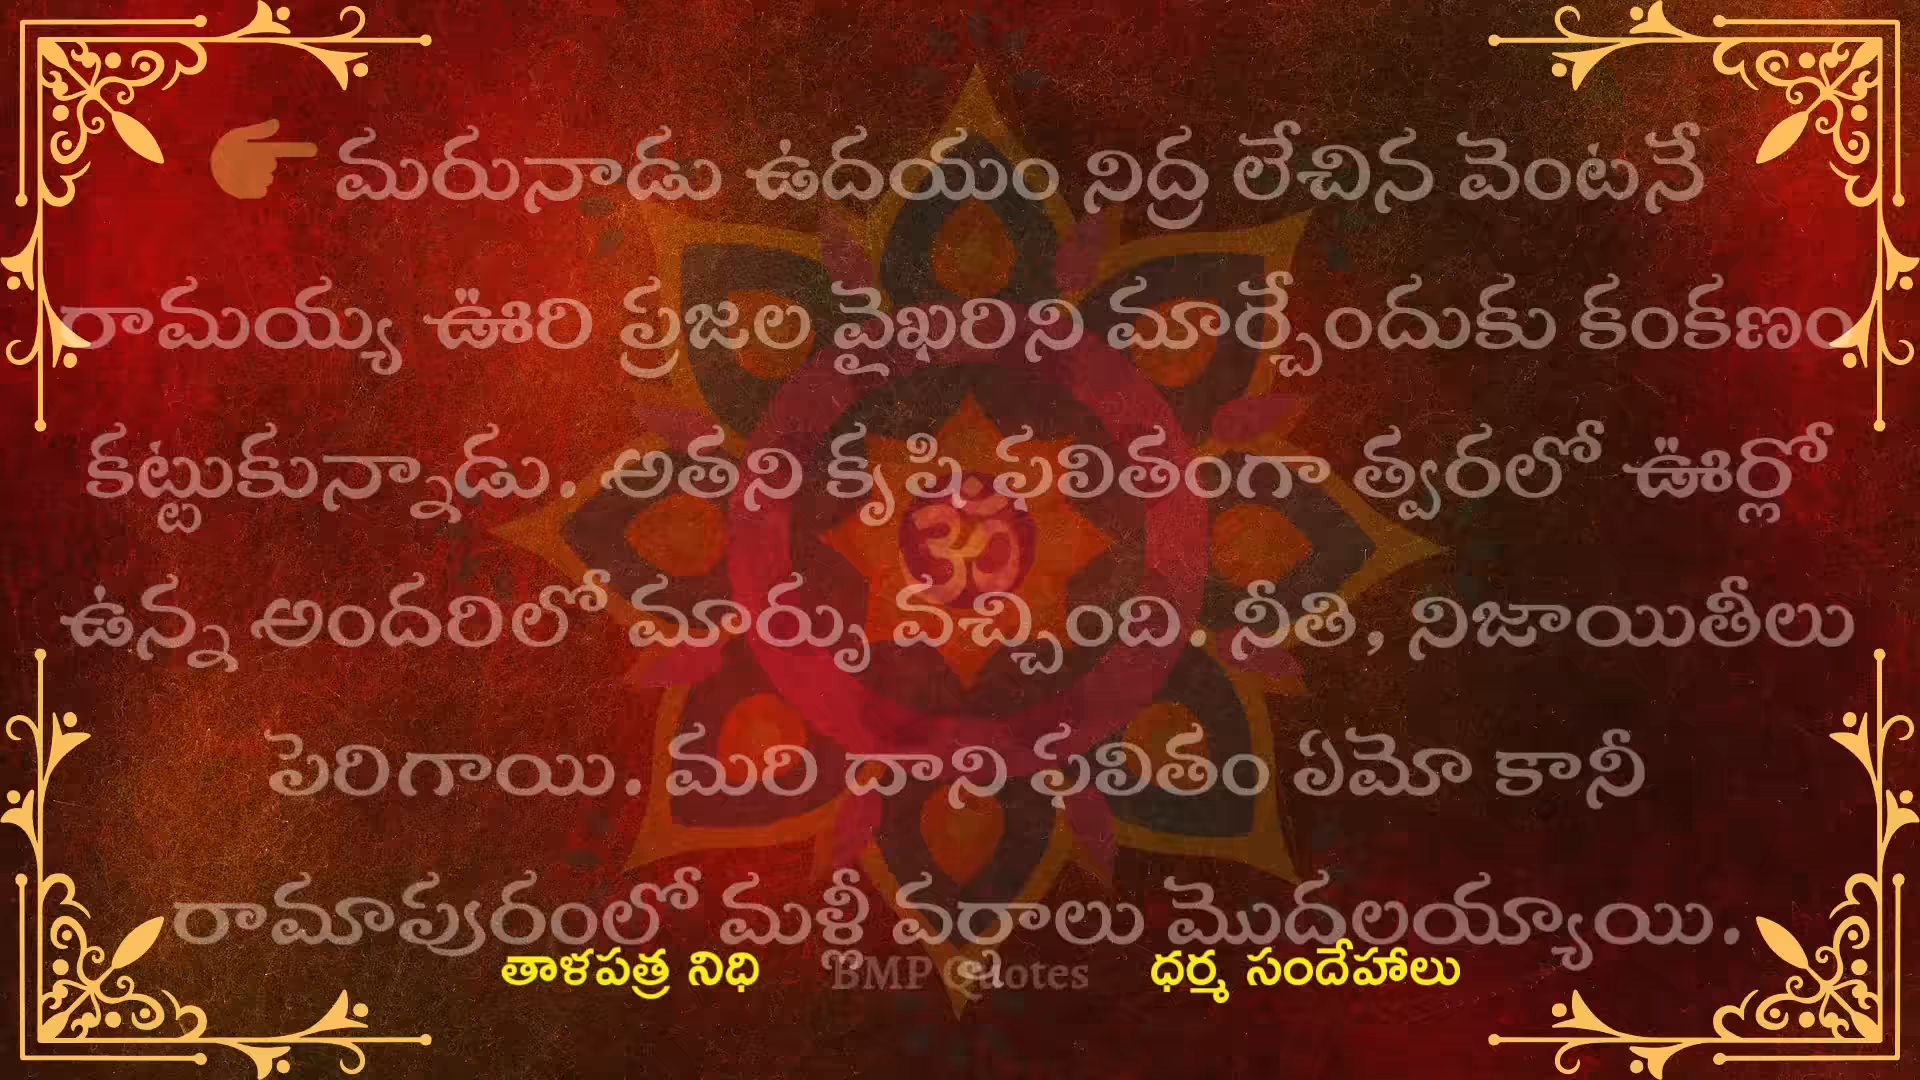 మరునాడు ఉదయం నిద్ర లేచిన వెంటనే
రామయ్య ఊరి ప్రజల వైఖరిని మార్చేందుకు కంకణం
కట్టుకున్నాడు. అతని కృషి ఫలితంగా త్వరలో ఊర్లో
ఉన్న అందరిలో మార్పు వచ్చింది. నీతి, నిజాయితీలు
పెరిగాయి. మరి దాని ఫలితం ఏమో కానీ
రామాపురంలో మళ్లీ వర్షాలు మొదలయ్యాయి.
తాళపత్ర నిధి BMP Quotes ధర్మ సందేహాలు